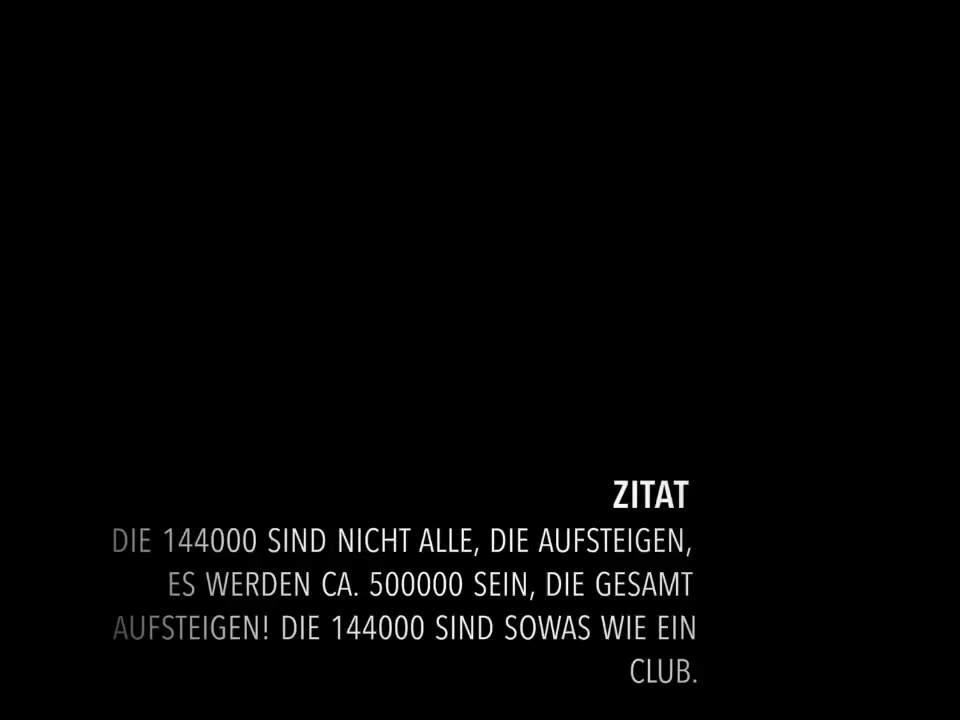 ZITAT
DIE 144000 SIND NICHT ALLE, DIE AUFSTEIGEN,
ES WERDEN CA. 500000 SEIN, DIE GESAMT
AUFSTEIGEN! DIE 144000 SIND SOWAS WIE EIN
CLUB.